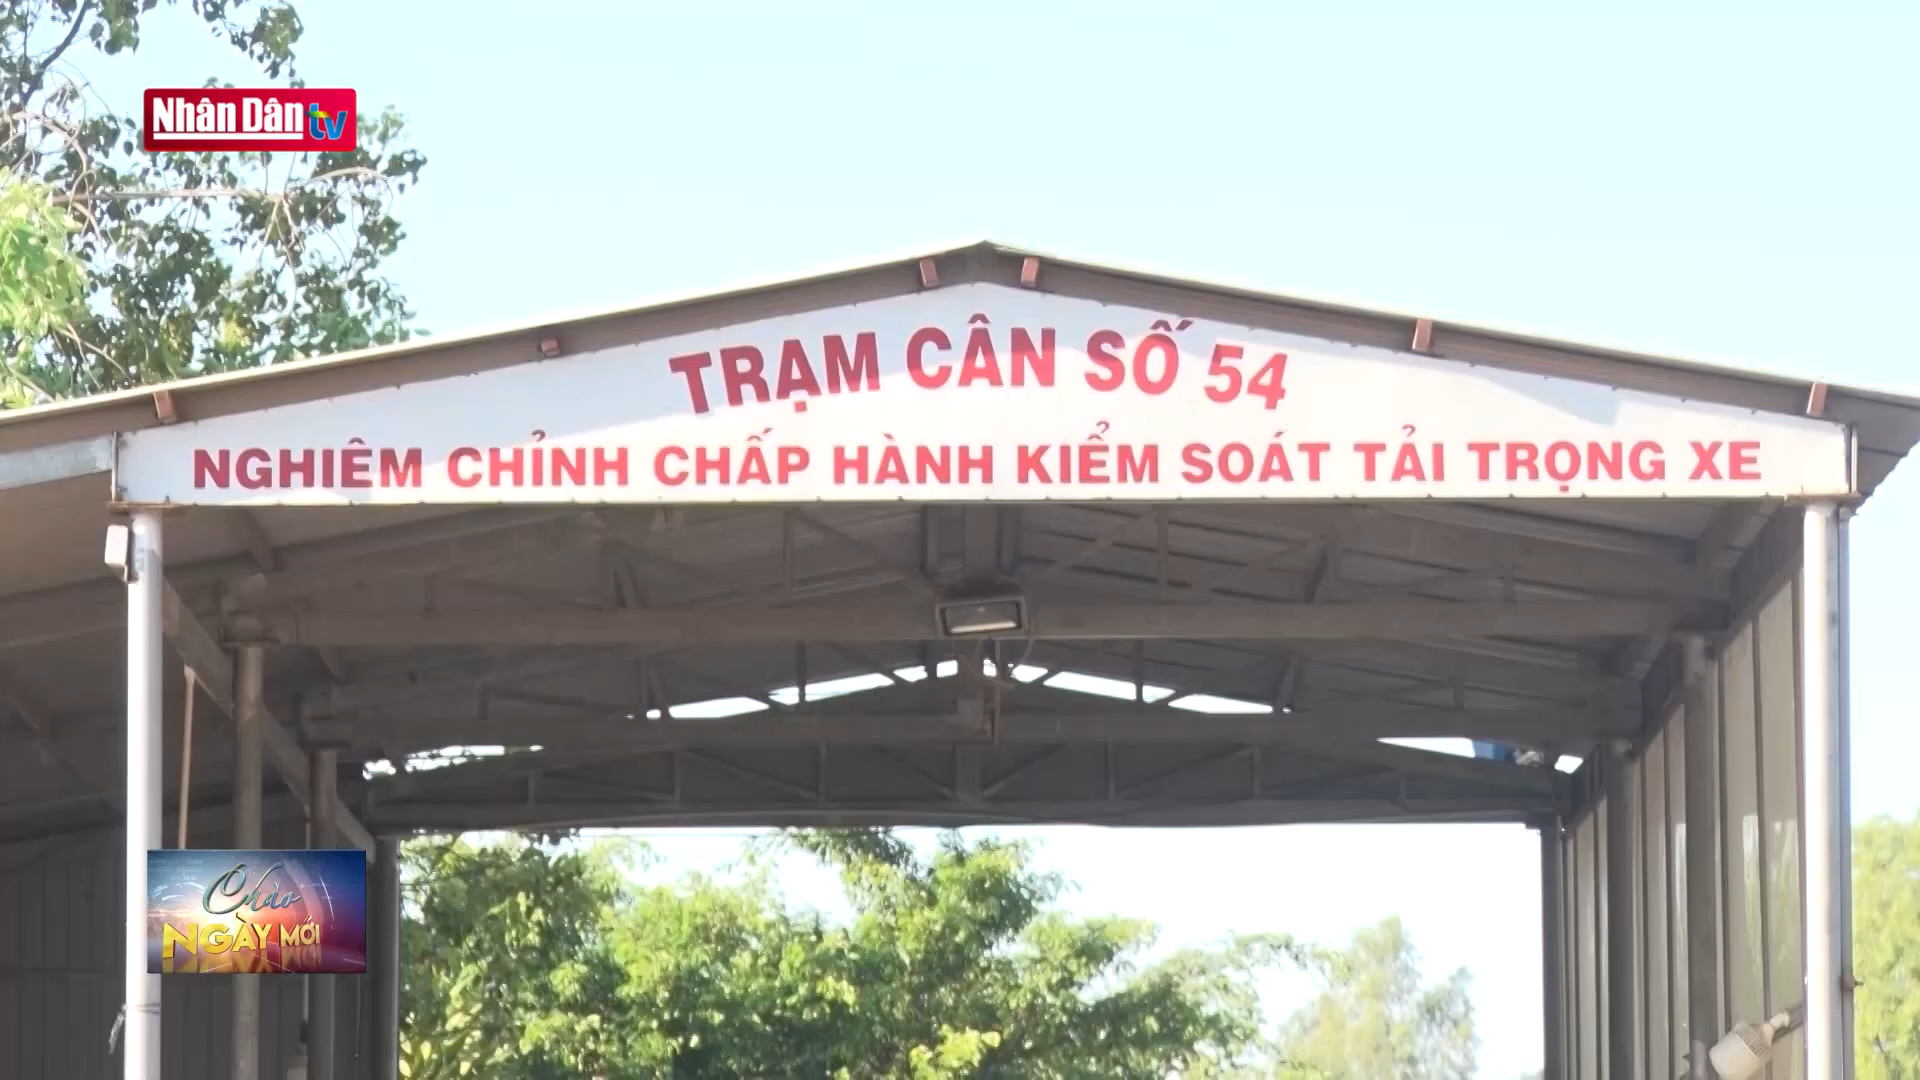 Nhân Dân tv
TRẠM CÂN SỐ 54
NGHIÊM CHỈNH CHẤP HÀNH KIỂM SOÁT TẢI TRỌNG XE
Chào
NGÀY MỚI